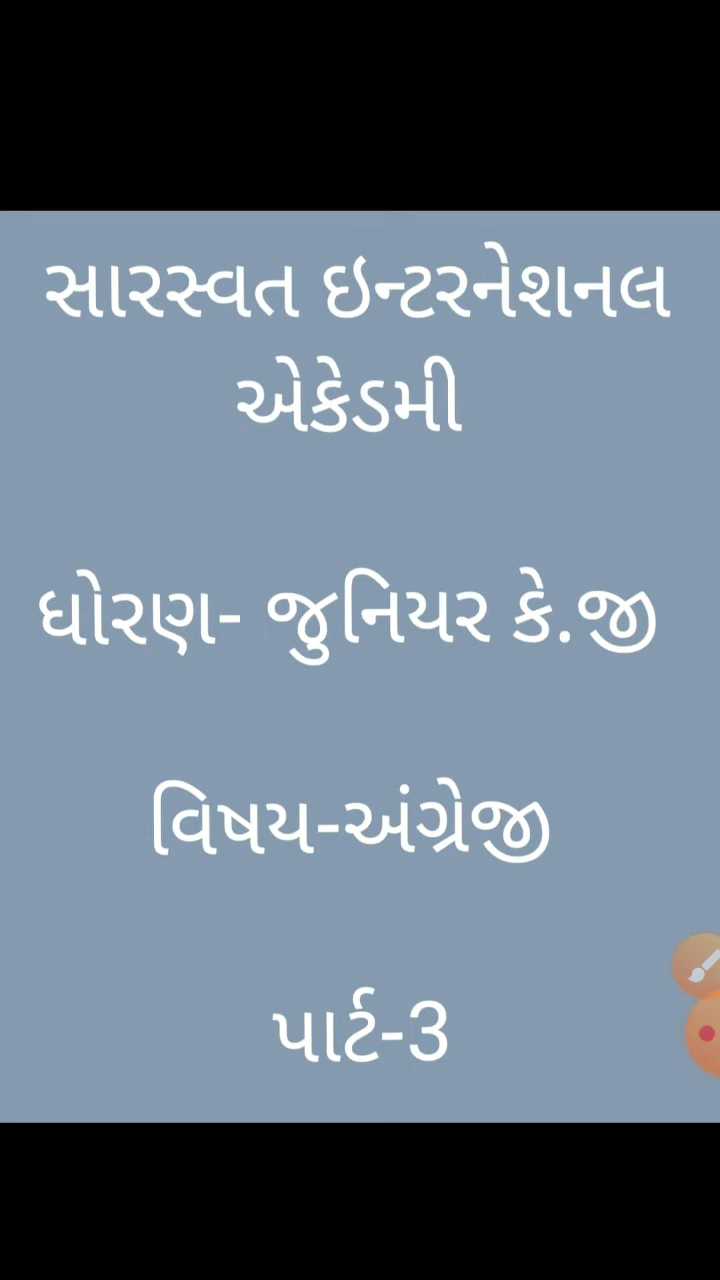 સારસ્વત ઇન્ટરનેશનલ
એકેડમી
ધોરણ- જુનિયર કે.જી
વિષય-અંગ્રેજી
પાર્ટ-3